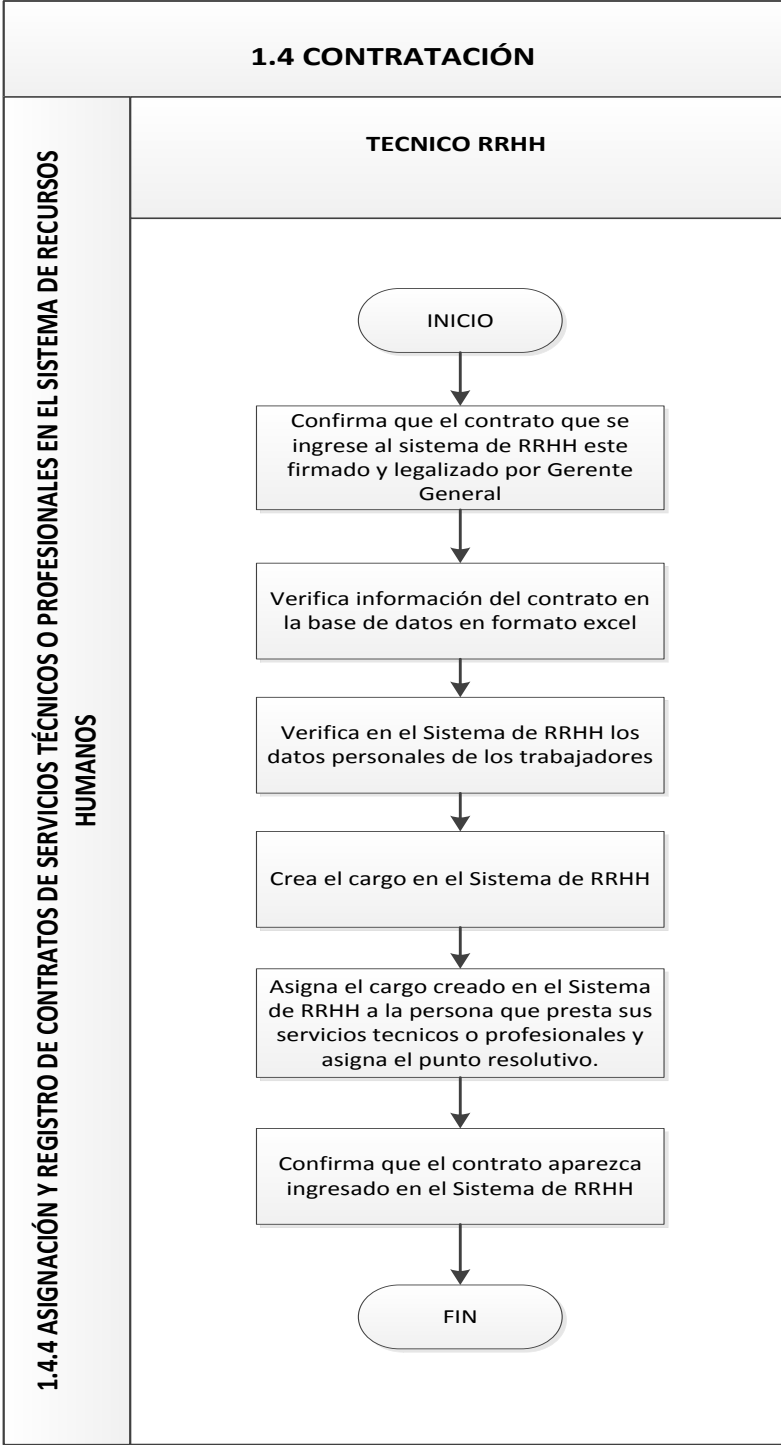 1.4 CONTRATACIÓN
1.4.4 ASIGNACIÓN Y REGISTRO DE CONTRATOS DE SERVICIOS TÉCNICOS O PROFESIONALES EN EL SISTEMA DE RECURSOS
HUMANOS
TECNICO RRHH
INICIO
Confirma que el contrato que se
ingrese al sistema de RRHH este
firmado y legalizado por Gerente
General
Verifica información del contrato en
la base de datos en formato excel
Verifica en el Sistema de RRHH los
datos personales de los trabajadores
Crea el cargo en el Sistema de RRHH
Asigna el cargo creado en el Sistema
de RRHH a la persona que presta sus
servicios tecnicos o profesionales y
asigna el punto resolutivo.
Confirma que el contrato aparezca
ingresado en el Sistema de RRHH
FIN